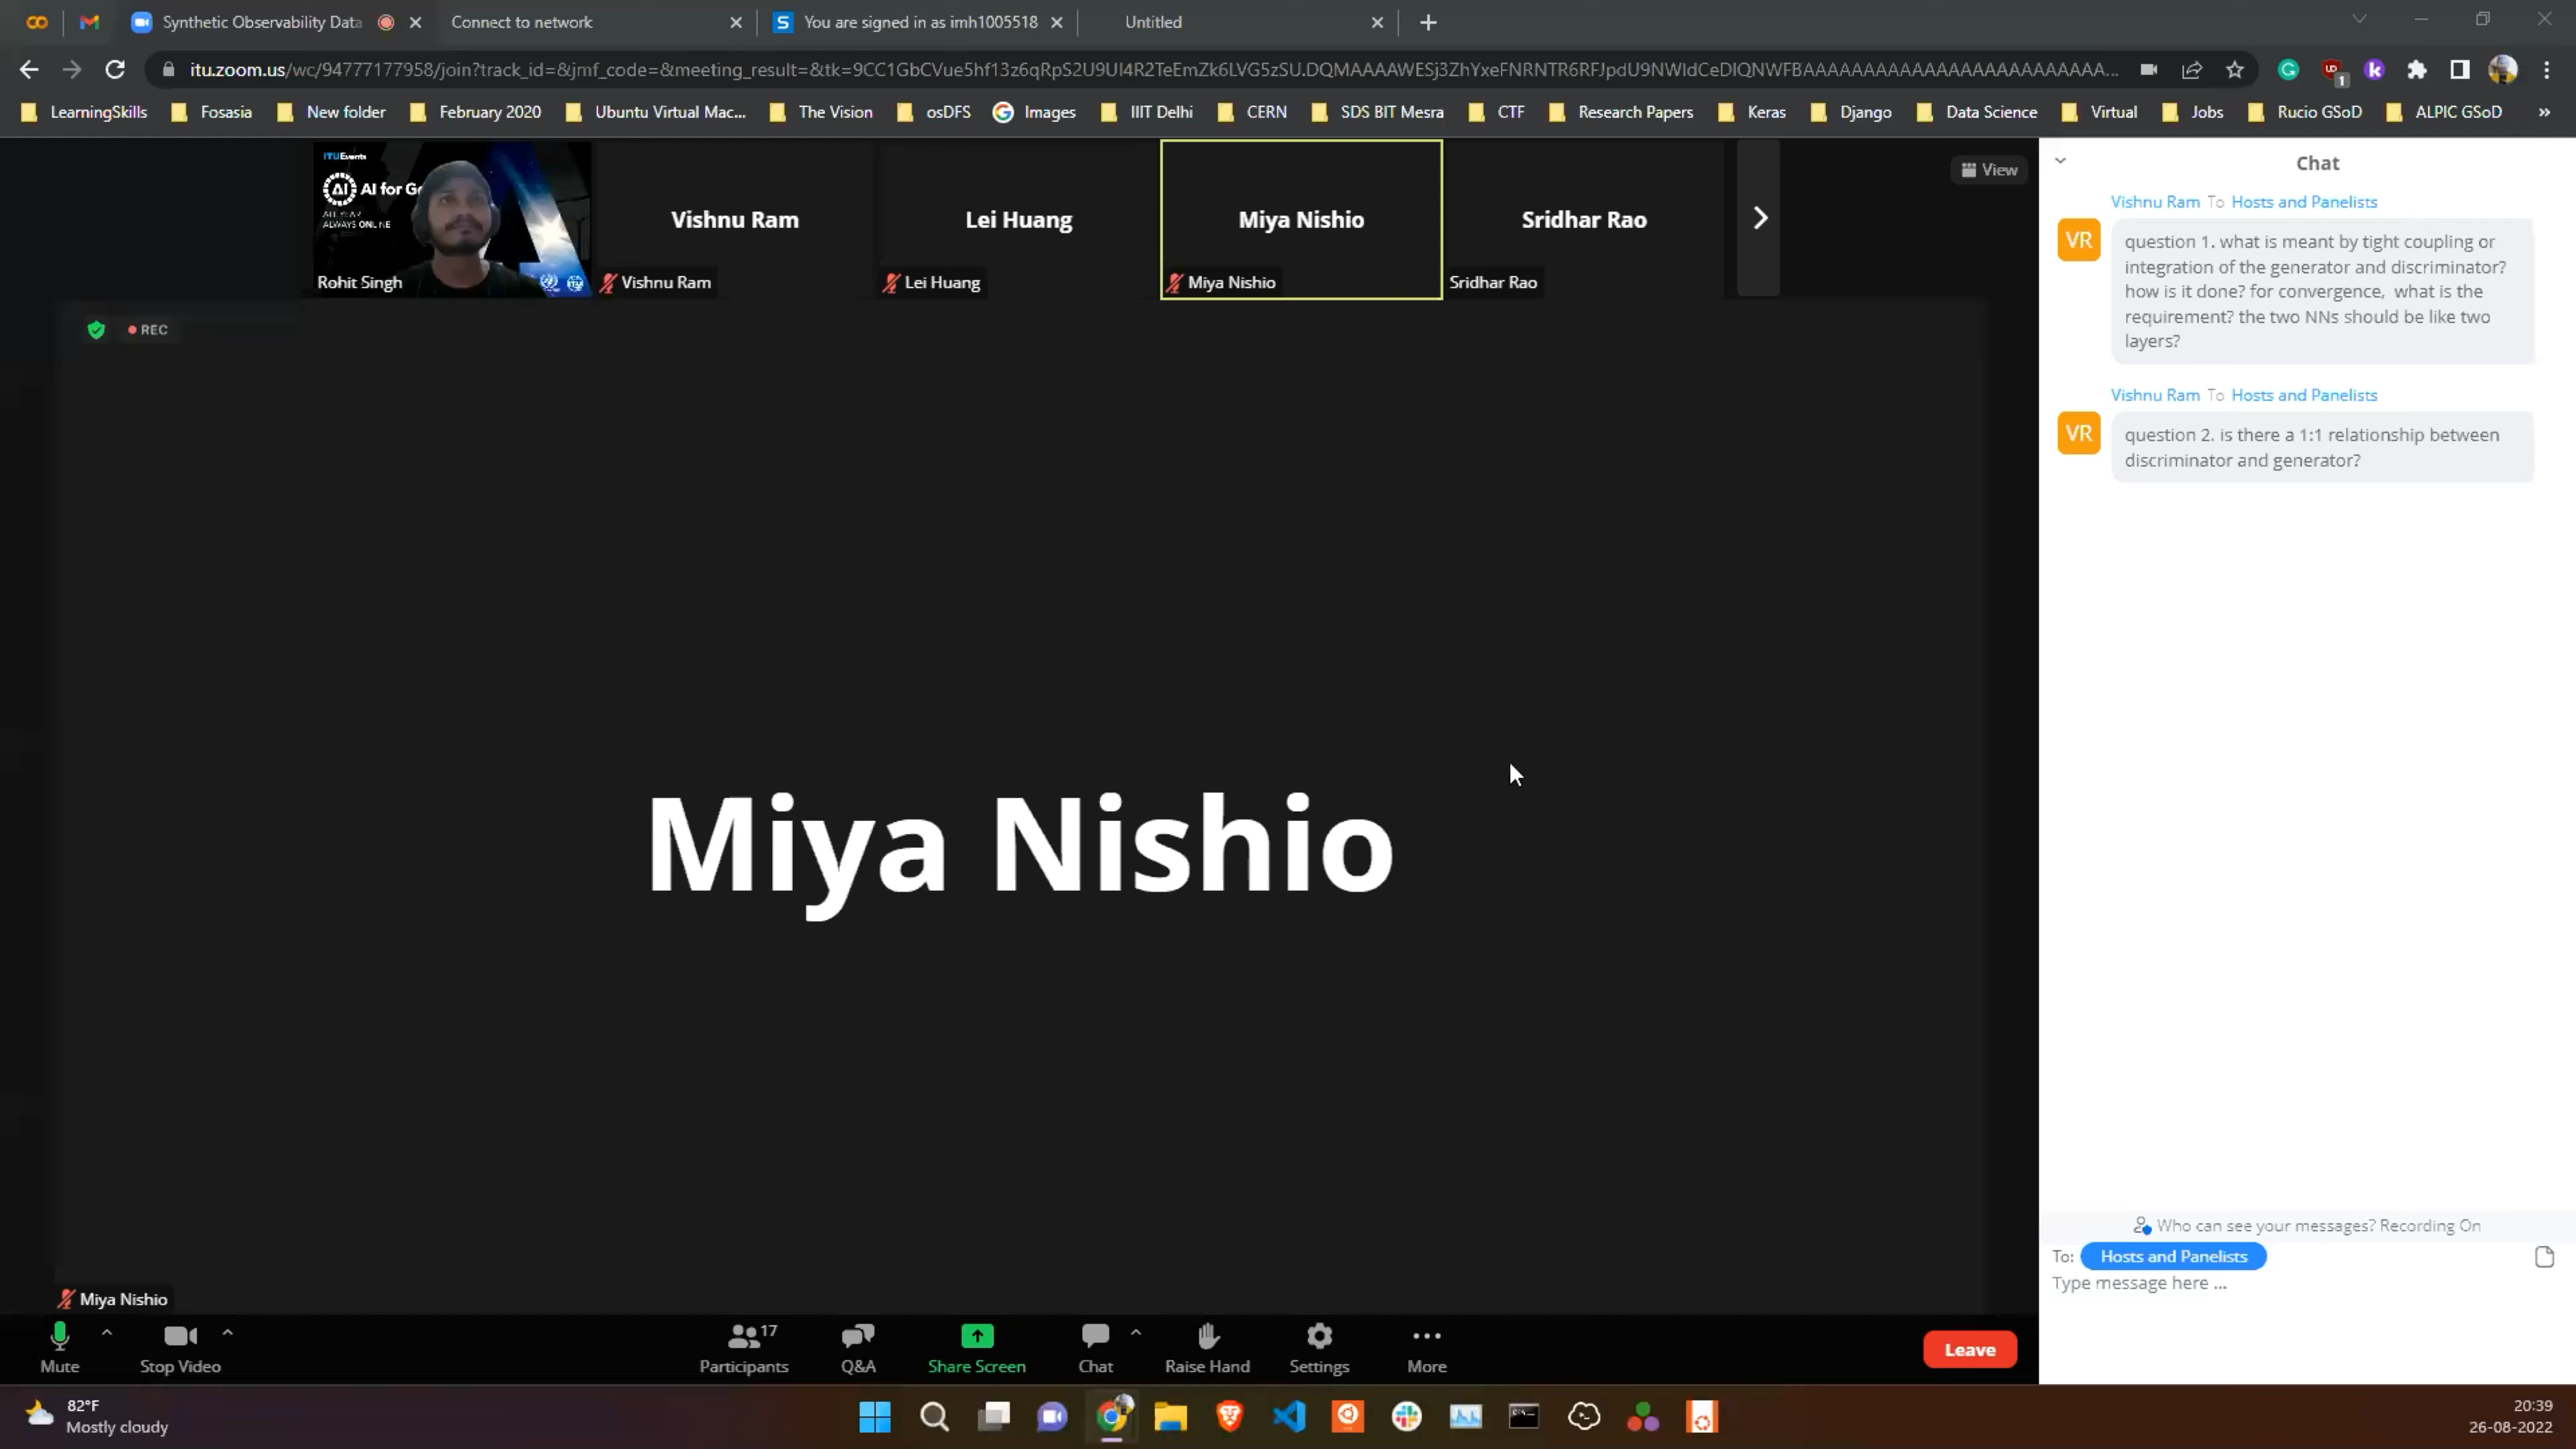 Synthetic Observability Data
Connect to network
S You are signed in as imh1005518
Untitled
itu.zoom.us/wc/94777177958/join?track_id=&jmf_code=&meeting_result=&tk=
LearningSkills
Fosasia
New folder
February 2020
Ubuntu Virtual Mac...
The Vision
osDFS
Images
IIIT Delhi
CERN
SDS BIT Mesra
CTF
Research Papers
Keras
Django
Data Science
Virtual
Jobs
Rucio GSoD
ALPIC GSoD
»
ITUEvents
AI AI for Go
ALL YEAR
ALWAYS ONLINE
Rohit Singh
Vishnu Ram
Vishnu Ram
Lei Huang
Lei Huang
Miya Nishio
Miya Nishio
Sridhar Rao
Sridhar Rao
View
REC
Miya Nishio
Miya Nishio
Chat
Vishnu Ram To Hosts and Panelists
VR
question 1. what is meant by tight coupling or
integration of the generator and discriminator?
how is it done? for convergence, what is the
requirement? the two NNs should be like two
layers?
Vishnu Ram To Hosts and Panelists
VR
question 2. is there a 1:1 relationship between
discriminator and generator?
Who can see your messages? Recording On
To: Hosts and Panelists
Type message here ...
Mute
Stop Video
17
Participants
Q&A
Share Screen
Chat
Raise Hand
Settings
More
Leave
82°F
Mostly cloudy
20:39
26-08-2022